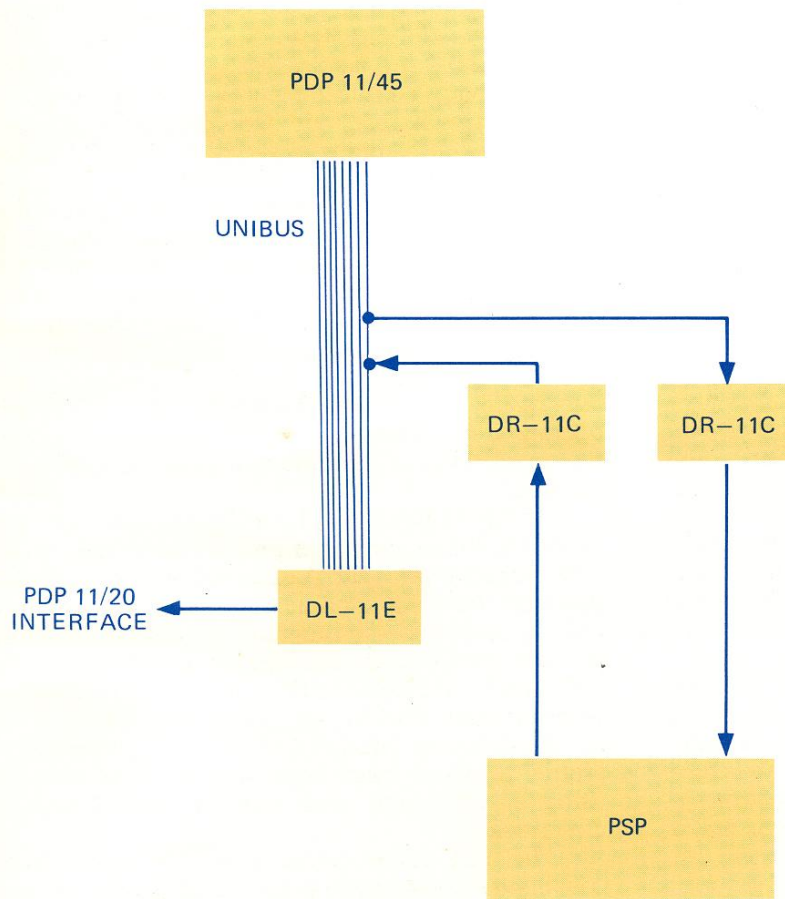 PDP 11/45
UNIBUS
DR-11C
DR-11C
PDP 11/20
INTERFACE
DL-11E
PSP